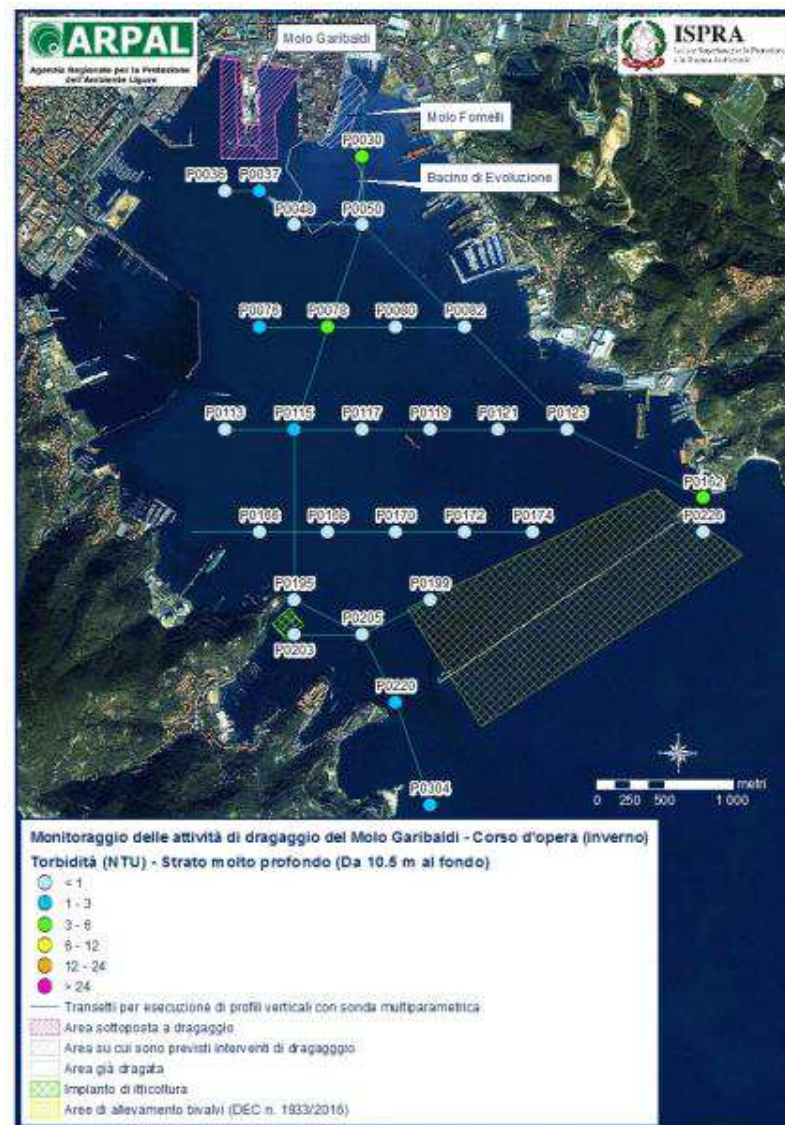 ARPAL
Agenzia Regionale per la Protezione
dell'Ambiente Ligure
Molo Garibaldi
ISPRA
Molo Fornelli
P0030
Bacino di Evoluzione
P0036
P0037
P0048
P0050
P0076
P0078
P0080
P0082
P0113
P0115
P0117
P0119
P0121
P0123
P0162
P0166
P0168
P0170
P0172
P0174
P0226
P0195
P0199
P0203
P0205
P0220
P0304
metri
0 250 500 1 000
Monitoraggio delle attività di dragaggio del Molo Garibaldi - Corso d'opera (Inverno)
Torbidità (NTU) - Strato molto profondo (Da 10.5 m al fondo)
< 1
1 - 3
3 - 6
6 - 12
12 - 24
> 24
Transetti per esecuzione di profili verticali con sonda multiparametrica
Area sottoposta a dragaggio
Area su cui sono previsti interventi di dragagggio
Area già dragata
Impianto di itticoltura
Aree di allevamento bivalvi (DEC n. 1933/2016)